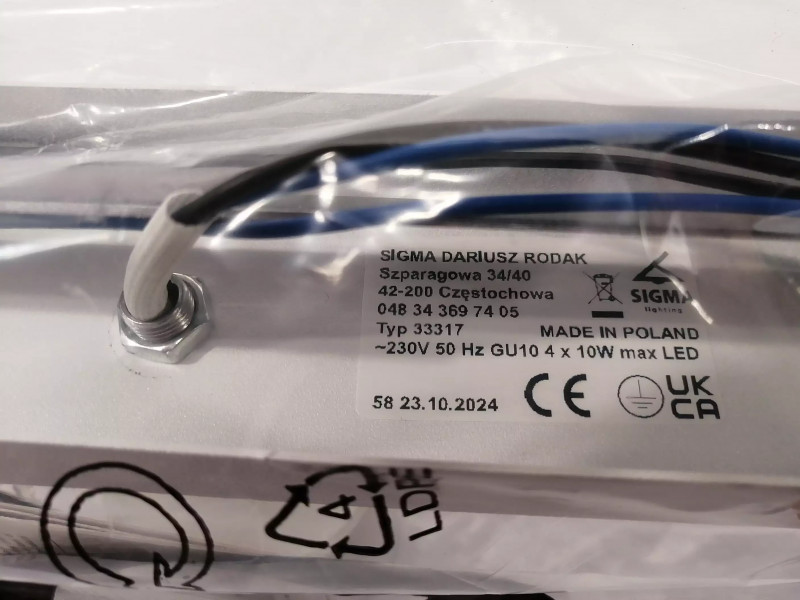 SIGMA DARIUSZ RODAK
Szparagowa 34/40
42-200 Częstochowa
048 34 369 74 05
Typ 33317
MADE IN POLAND
~230V 50 Hz GU10 4 x 10W max LED
58 23.10.2024
CE
UK
CA
SIGMA
lighting
4
LDPE